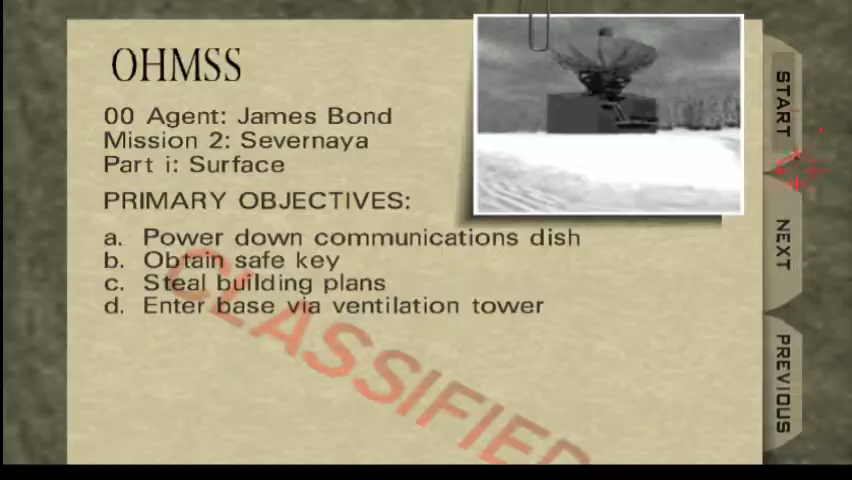 OHMSS
00 Agent: James Bond
Mission 2: Severnaya
Part i: Surface
PRIMARY OBJECTIVES:
a. Power down communications dish
b. Obtain safe key
c. Steal building plans
d. Enter base via ventilation tower
CLASSIFIED
START
NEXT
PREVIOUS